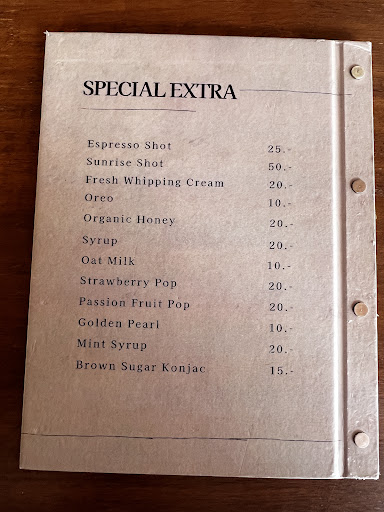 SPECIAL EXTRA
Espresso Shot 25.-
Sunrise Shot 50.-
Fresh Whipping Cream 20.-
Oreo 10.-
Organic Honey 20.-
Syrup 20.-
Oat Milk 10.-
Strawberry Pop 20.-
Passion Fruit Pop 20.-
Golden Pearl 10.-
Mint Syrup 20.-
Brown Sugar Konjac 15.-